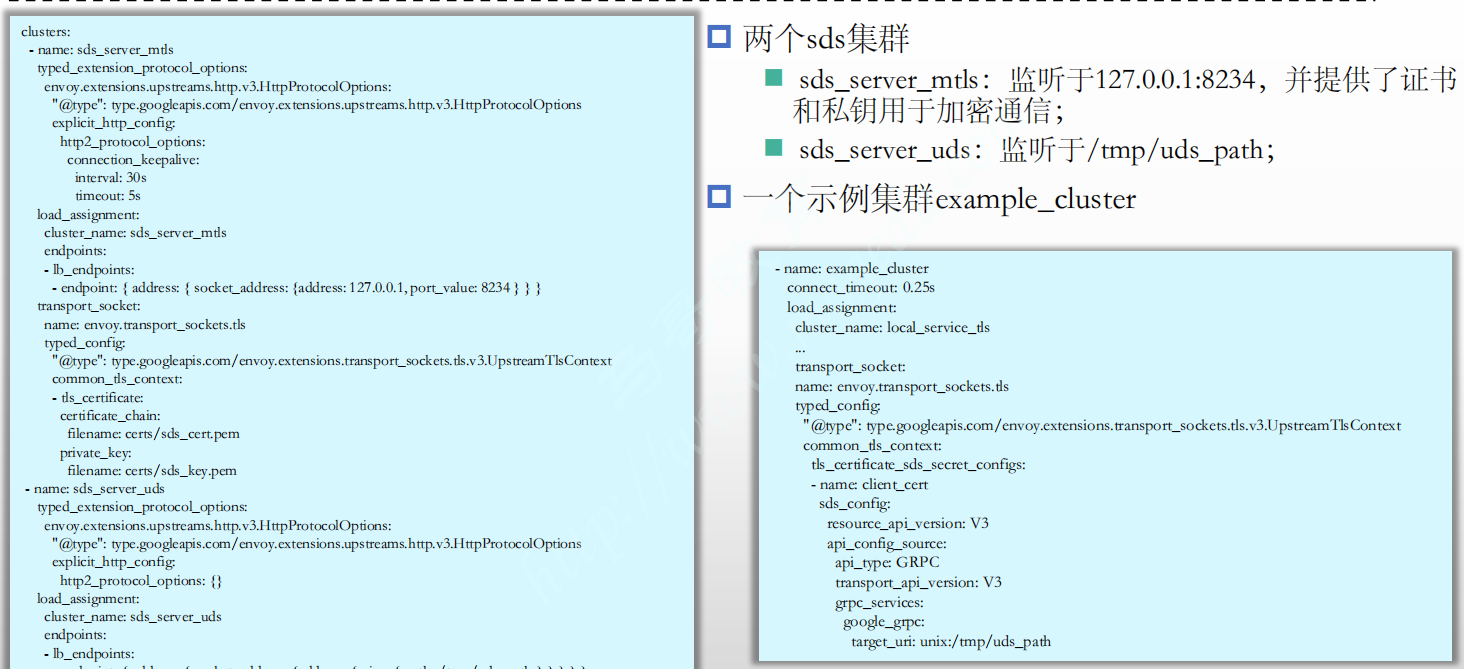 clusters:
- name: sds_server_mtls
typed_extension_protocol_options:
envoy.extensions.upstreams.http.v3.HttpProtocolOptions:
"@type": type.googleapis.com/envoy.extensions.upstreams.http.v3.HttpProtocolOptions
explicit_http_config:
http2_protocol_options:
connection_keepalive:
interval: 30s
timeout: 5s
load_assignment:
cluster_name: sds_server_mtls
endpoints:
- lb_endpoints:
- endpoint: { address: { socket_address: {address: 127.0.0.1, port_value: 8234 } } }
transport_socket:
name: envoy.transport_sockets.tls
typed_config:
"@type": type.googleapis.com/envoy.extensions.transport_sockets.tls.v3.UpstreamTlsContext
common_tls_context:
- tls_certificate:
certificate_chain:
filename: certs/sds_cert.pem
private_key:
filename: certs/sds_key.pem
- name: sds_server_uds
typed_extension_protocol_options:
envoy.extensions.upstreams.http.v3.HttpProtocolOptions:
"@type": type.googleapis.com/envoy.extensions.upstreams.http.v3.HttpProtocolOptions
explicit_http_config:
http2_protocol_options: {}
load_assignment:
cluster_name: sds_server_uds
endpoints:
- lb_endpoints:
两个sds集群
sds_server_mtls：监听于127.0.0.1:8234，并提供了证书
和私钥用于加密通信；
sds_server_uds：监听于/tmp/uds_path；
一个示例集群example_cluster
- name: example_cluster
connect_timeout: 0.25s
load_assignment:
cluster_name: local_service_tls
...
transport_socket:
name: envoy.transport_sockets.tls
typed_config:
"@type": type.googleapis.com/envoy.extensions.transport_sockets.tls.v3.UpstreamTlsContext
common_tls_context:
tls_certificate_sds_secret_configs:
- name: client_cert
sds_config:
resource_api_version: V3
api_config_source:
api_type: GRPC
transport_api_version: V3
grpc_services:
google_grpc:
target_uri: unix:/tmp/uds_path